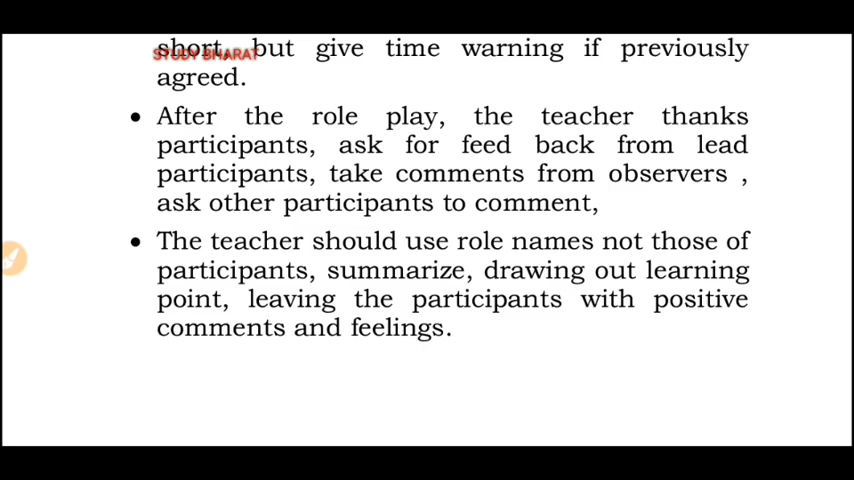 short, but give time warning if previously
STUDY BHARAT
agreed.
• After the role play, the teacher thanks
participants, ask for feed back from lead
participants, take comments from observers ,
ask other participants to comment,
• The teacher should use role names not those of
participants, summarize, drawing out learning
point, leaving the participants with positive
comments and feelings.